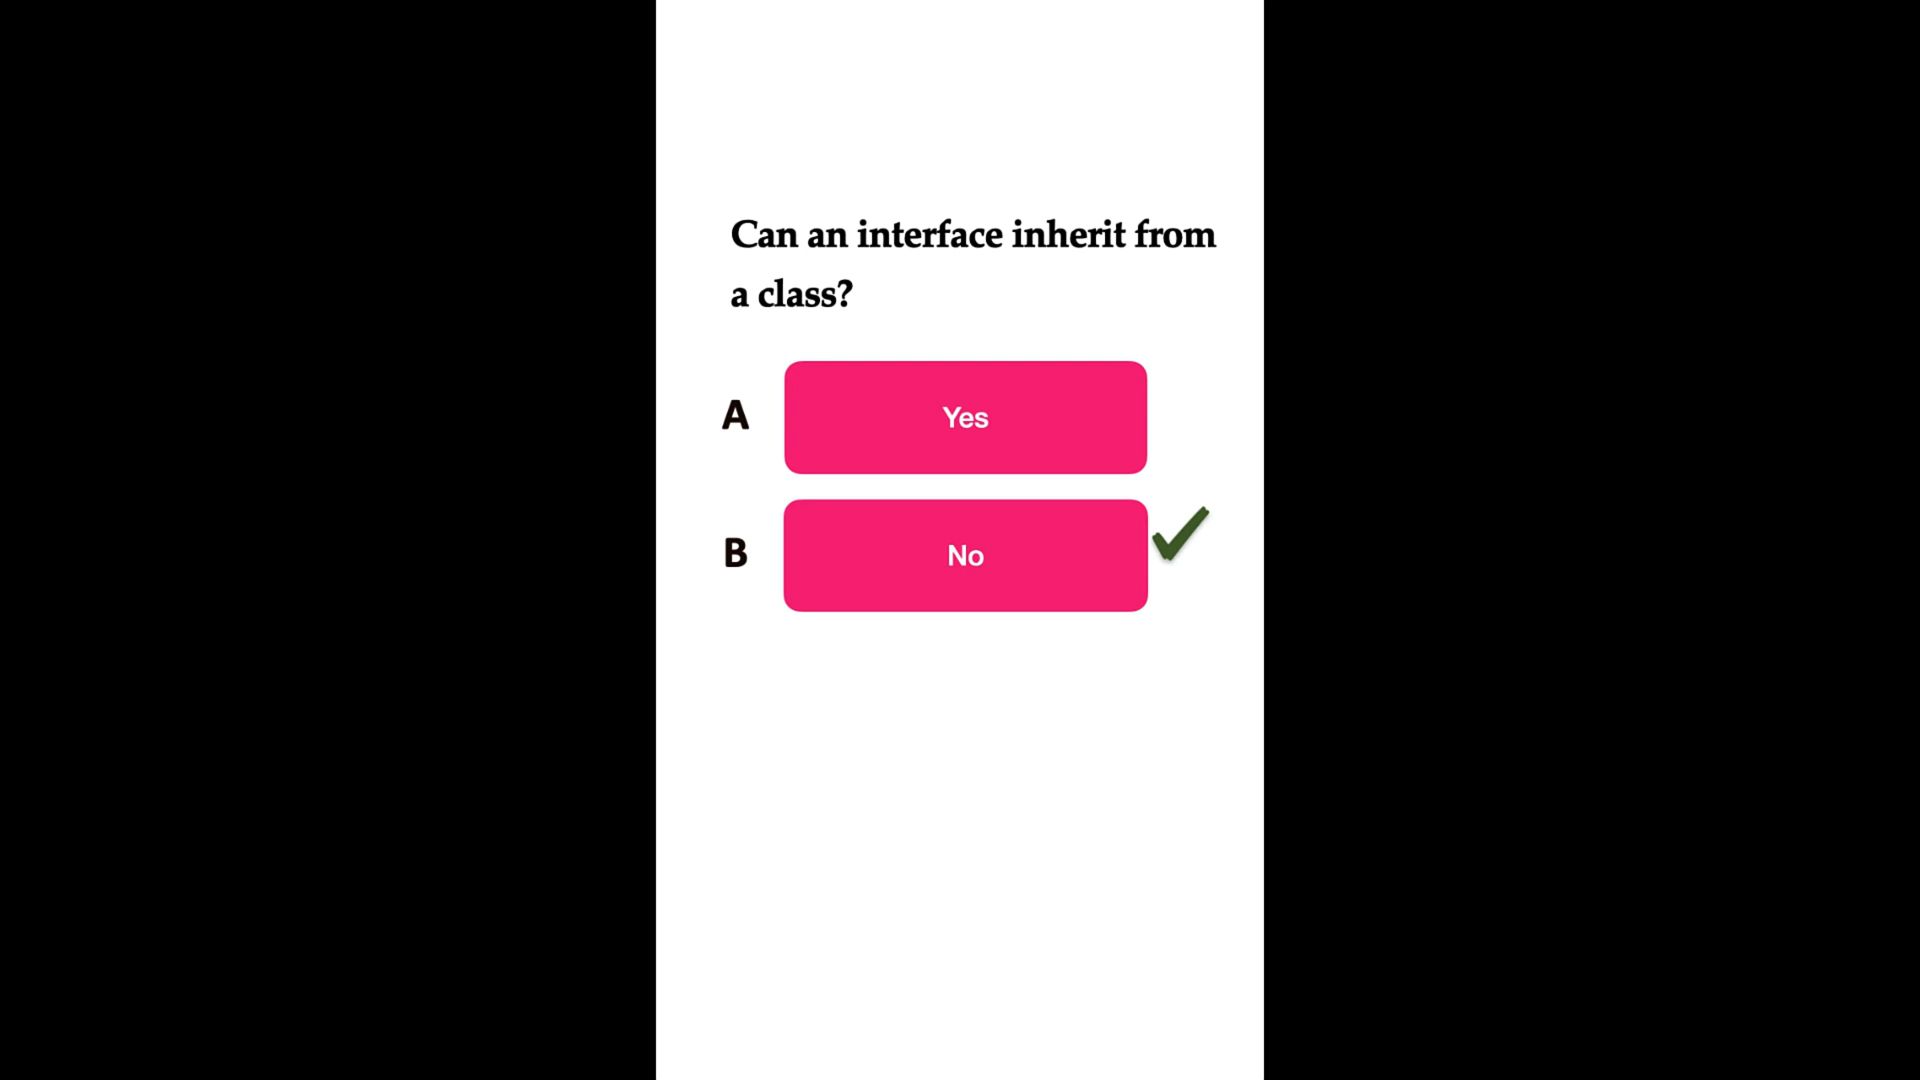 Can an interface inherit from
a class?
A Yes
B No